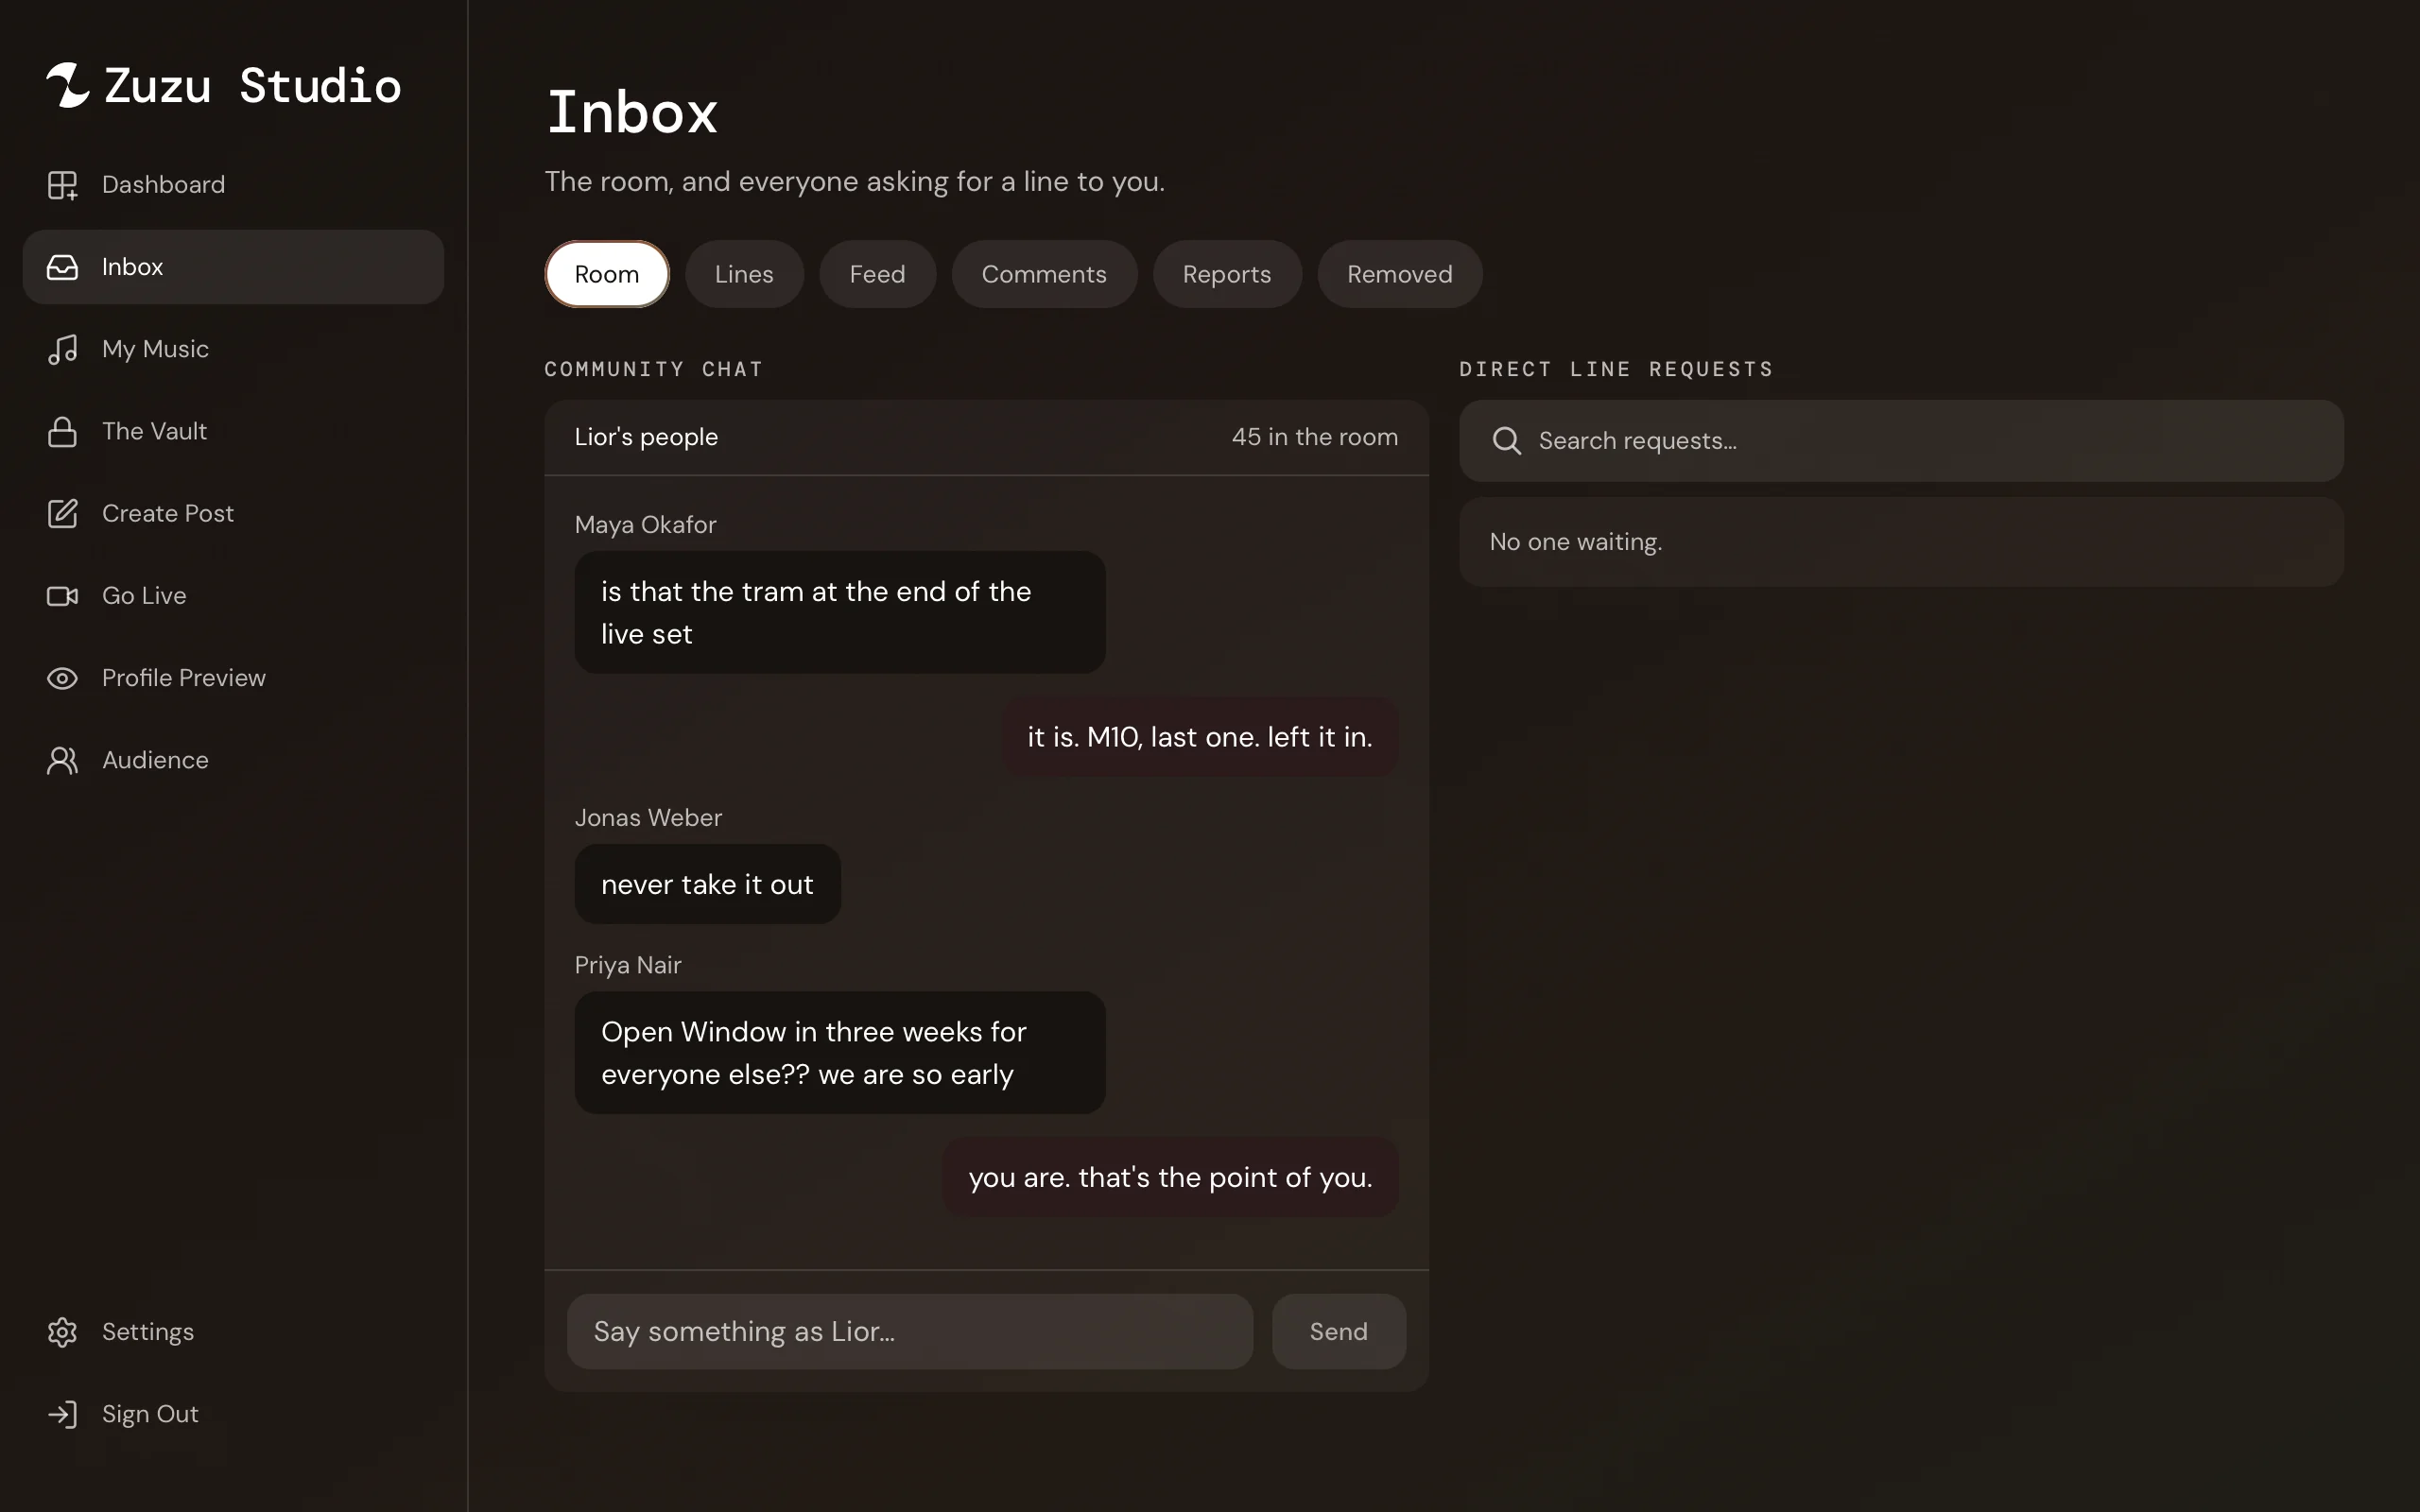 Zuzu Studio
Dashboard
Inbox
My Music
The Vault
Create Post
Go Live
Profile Preview
Audience
Settings
Sign Out
Inbox
The room, and everyone asking for a line to you.
Room
Lines
Feed
Comments
Reports
Removed
COMMUNITY CHAT
Lior's people
45 in the room
Maya Okafor
is that the tram at the end of the
live set
it is. M10, last one. left it in.
Jonas Weber
never take it out
Priya Nair
Open Window in three weeks for
everyone else?? we are so early
you are. that's the point of you.
Say something as Lior...
Send
DIRECT LINE REQUESTS
Search requests...
No one waiting.